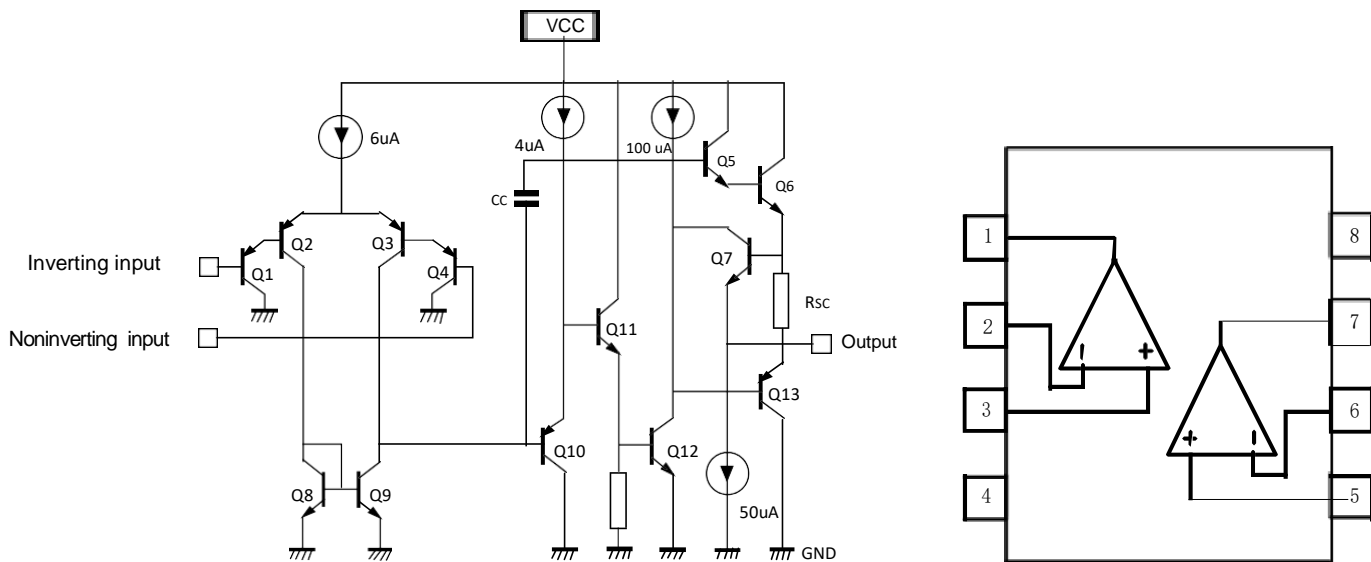 VCC
6uA
4uA
100 uA
Q5
Q6
CC
Q2
Q3
Q7
Inverting input
Q1
Q4
RSC
Q11
Noninverting input
Output
Q13
Q10
Q12
Q8
Q9
50uA
GND
1
8
2
7
3
6
4
5
- +
+ -